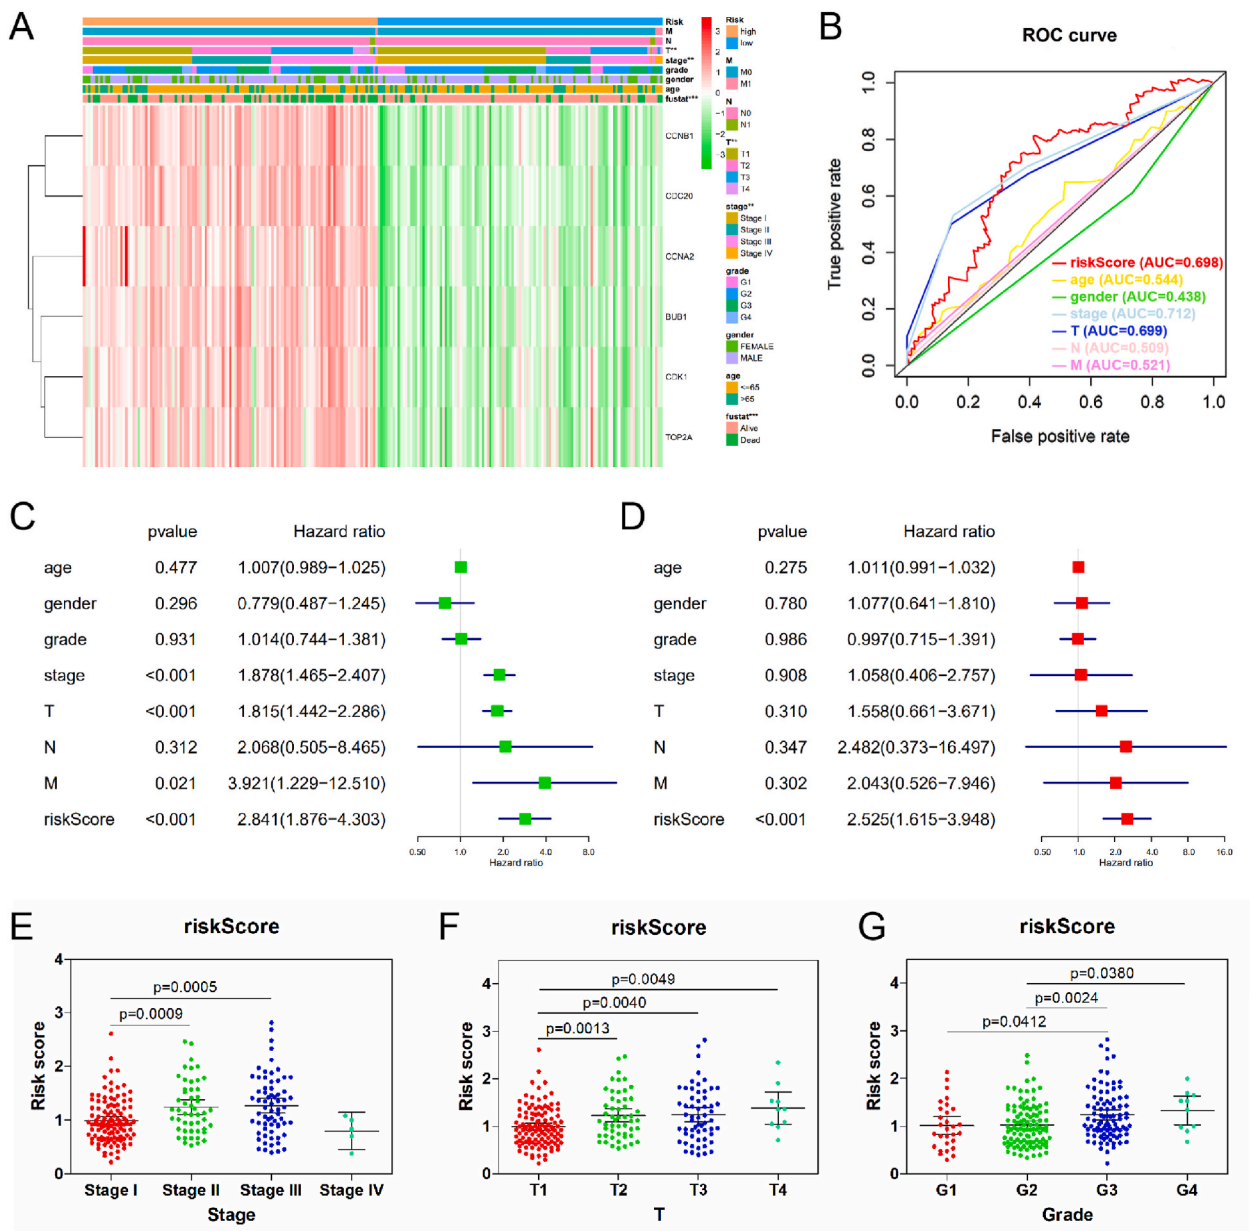 A
Risk
M
N
T**
stage**
grade
gender
age
fustat***
CCNB1
CDC20
CCNA2
BUB1
CDK1
TOP2A
3
2
1
0
−1
−2
−3
Risk
high
low
M
M0
M1
N
N0
N1
T**
T1
T2
T3
T4
stage**
Stage I
Stage II
Stage III
Stage IV
grade
G1
G2
G3
G4
gender
FEMALE
MALE
age
<=65
>65
fustat***
Alive
Dead
B
ROC curve
True positive rate
1.0
0.8
0.6
0.4
0.2
0.0
riskScore (AUC=0.698)
age (AUC=0.544)
gender (AUC=0.438)
stage (AUC=0.712)
T (AUC=0.699)
N (AUC=0.509)
M (AUC=0.521)
0.0 0.2 0.4 0.6 0.8 1.0
False positive rate
C
pvalue Hazard ratio
age 0.477 1.007(0.989−1.025)
gender 0.296 0.779(0.487−1.245)
grade 0.931 1.014(0.744−1.381)
stage <0.001 1.878(1.465−2.407)
T <0.001 1.815(1.442−2.286)
N 0.312 2.068(0.505−8.465)
M 0.021 3.921(1.229−12.510)
riskScore <0.001 2.841(1.876−4.303)
0.50 1.0 2.0 4.0 8.0
Hazard ratio
D
pvalue Hazard ratio
age 0.275 1.011(0.991−1.032)
gender 0.780 1.077(0.641−1.810)
grade 0.986 0.997(0.715−1.391)
stage 0.908 1.058(0.406−2.757)
T 0.310 1.558(0.661−3.671)
N 0.347 2.482(0.373−16.497)
M 0.302 2.043(0.526−7.946)
riskScore <0.001 2.525(1.615−3.948)
0.50 1.0 2.0 4.0 8.0 16.0
Hazard ratio
E
riskScore
Risk score
4
3
2
1
0
p=0.0005
p=0.0009
Stage I Stage II Stage III Stage IV
Stage
F
riskScore
Risk score
4
3
2
1
0
p=0.0049
p=0.0040
p=0.0013
T1 T2 T3 T4
T
G
riskScore
Risk score
4
3
2
1
0
p=0.0380
p=0.0024
p=0.0412
G1 G2 G3 G4
Grade